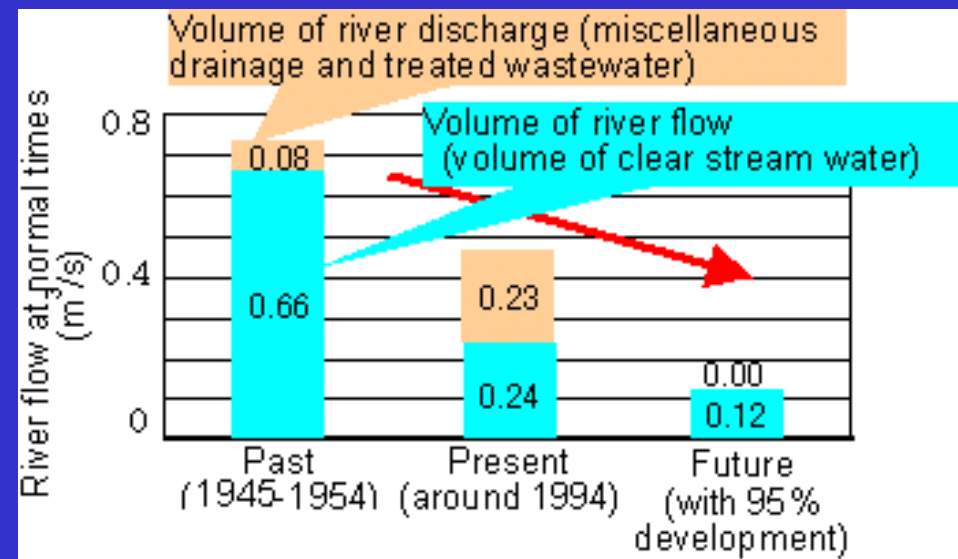 Volume of river discharge (miscellaneous
drainage and treated wastewater)
Volume of river flow
(volume of clear stream water)
River flow at normal times
(m³/s)
0.8
0.4
0
0.08
0.66
0.23
0.24
0.00
0.12
Past
(1945-1954)
Present
(around 1994)
Future
(with 95%
development)